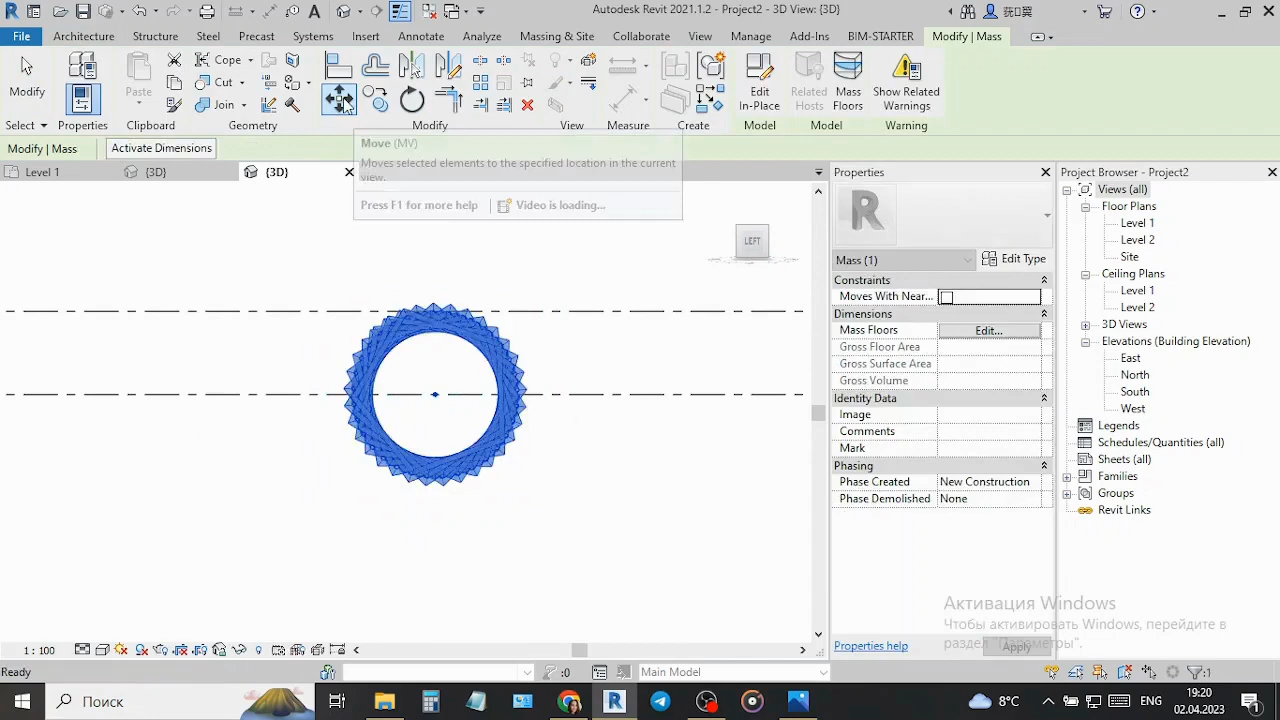 Autodesk Revit 2021.1.2 - Project2 - 3D View: {3D}
File Architecture Structure Steel Precast Systems Insert Annotate Analyze Massing & Site Collaborate View Manage Add-Ins BIM-STARTER Modify | Mass
Cope
Cut
Join
Modify
Paste
Edit
In-Place
Related
Hosts
Mass
Floors
Show Related
Warnings
Select Properties Clipboard Geometry Modify View Measure Create Model Model Warning
Modify | Mass Activate Dimensions
Level 1 {3D} {3D}
Move (MV)
Moves selected elements to the specified location in the current
view.
Press F1 for more help Video is loading...
LEFT
Properties
R
Mass (1) Edit Type
Constraints
Moves With Near...
Dimensions
Mass Floors Edit...
Gross Floor Area
Gross Surface Area
Gross Volume
Identity Data
Image
Comments
Mark
Phasing
Phase Created New Construction
Phase Demolished None
Properties help Apply
Project Browser - Project2
Views (all)
Floor Plans
Level 1
Level 2
Site
Ceiling Plans
Level 1
Level 2
3D Views
Elevations (Building Elevation)
East
North
South
West
Legends
Schedules/Quantities (all)
Sheets (all)
Families
Groups
Revit Links
Активация Windows
Чтобы активировать Windows, перейдите в
раздел "Параметры".
1 : 100
Ready :0 Main Model :1
Поиск 8°C ENG 19:20
02.04.2023